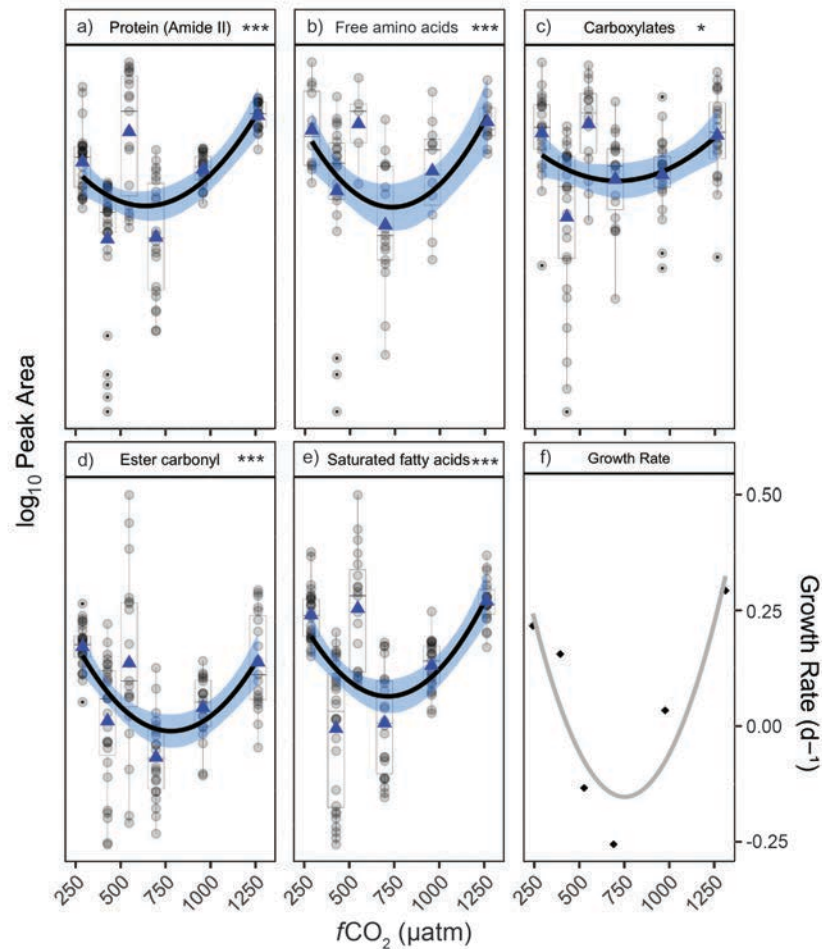 a) Protein (Amide II) ***
b) Free amino acids ***
c) Carboxylates *
log10 Peak Area
d) Ester carbonyl ***
e) Saturated fatty acids***
f) Growth Rate
0.50
0.25
0.00
-0.25
Growth Rate (d⁻¹)
250 500 750 1000 1250
250 500 750 1000 1250
250 500 750 1000 1250
fCO₂ (µatm)